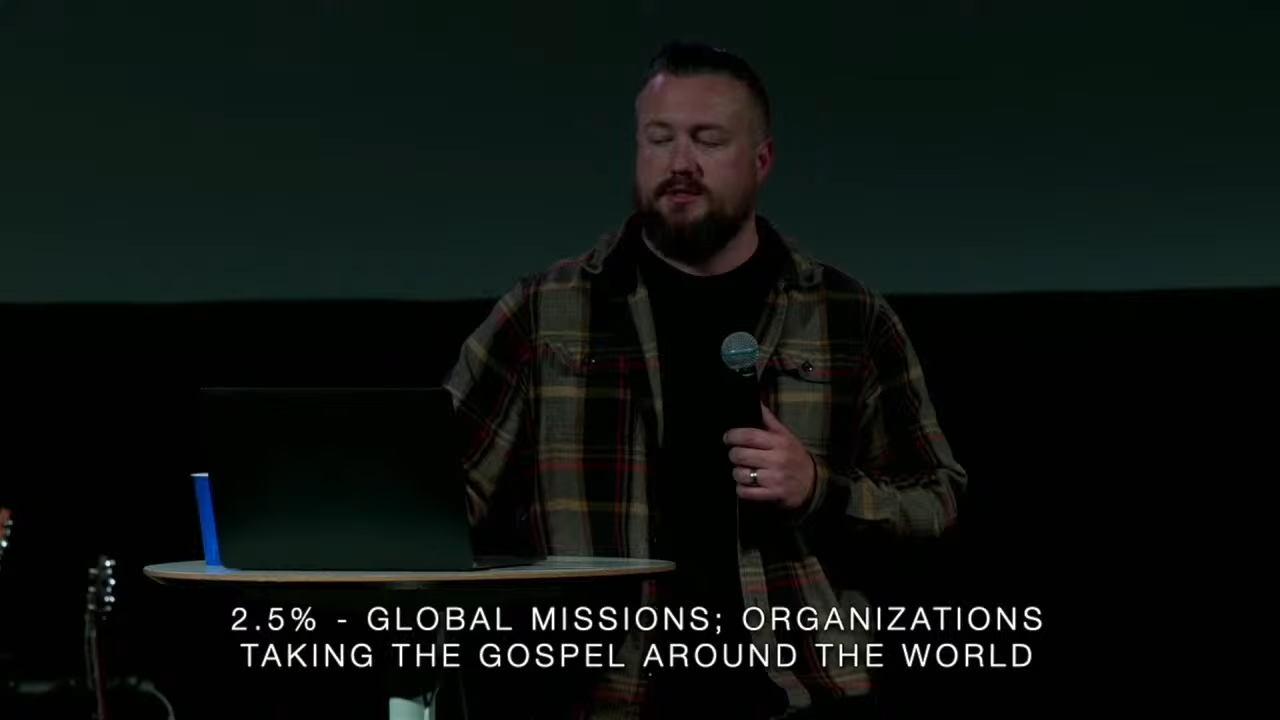 2.5% - GLOBAL MISSIONS; ORGANIZATIONS
TAKING THE GOSPEL AROUND THE WORLD